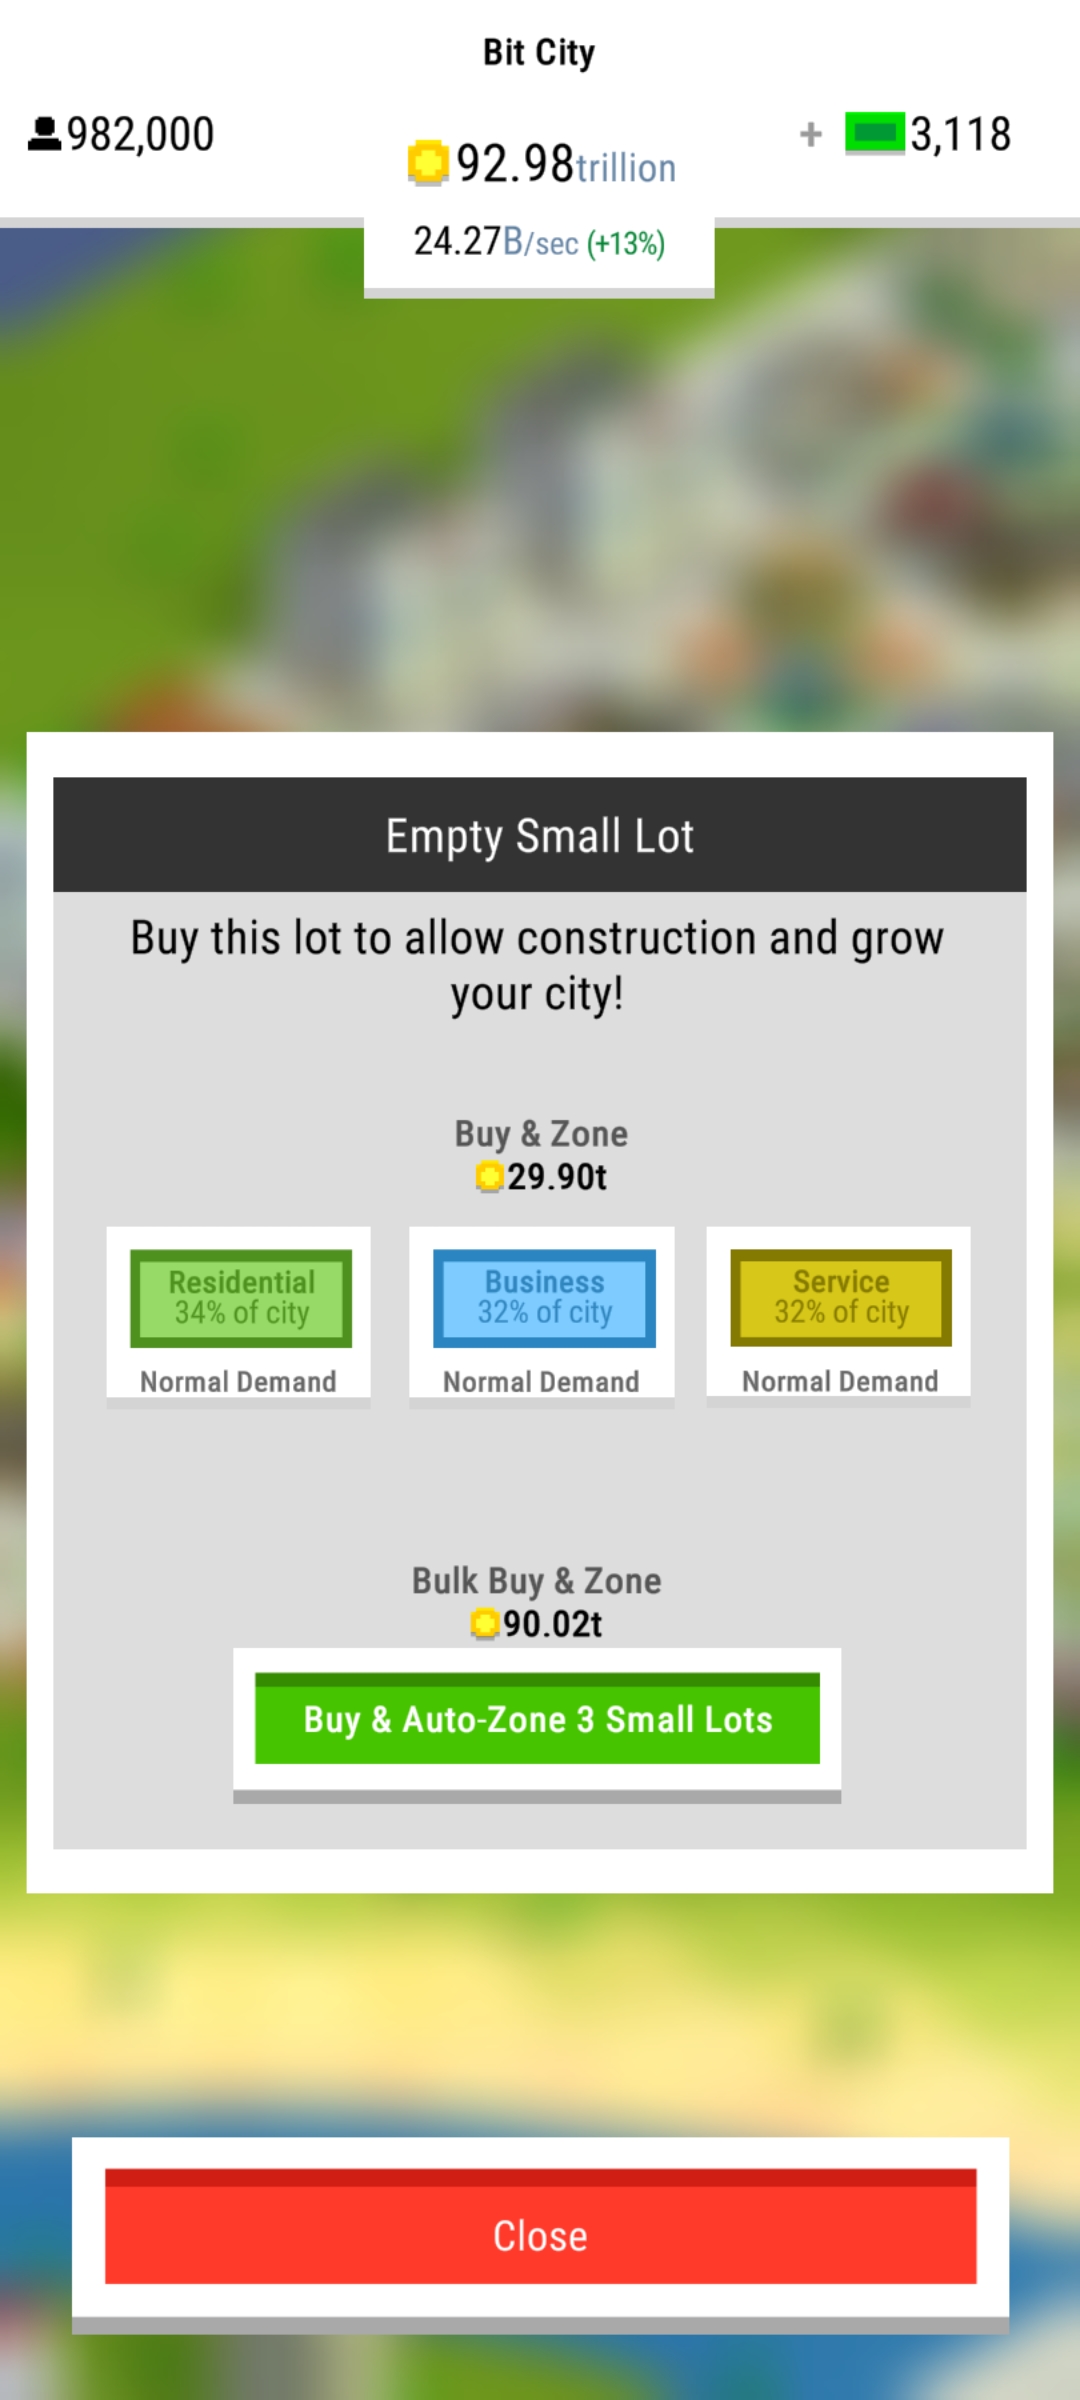 Bit City
982,000
92.98trillion
+ 3,118
24.27B/sec (+13%)
Empty Small Lot
Buy this lot to allow construction and grow
your city!
Buy & Zone
29.90t
Residential
34% of city
Normal Demand
Business
32% of city
Normal Demand
Service
32% of city
Normal Demand
Bulk Buy & Zone
90.02t
Buy & Auto-Zone 3 Small Lots
Close